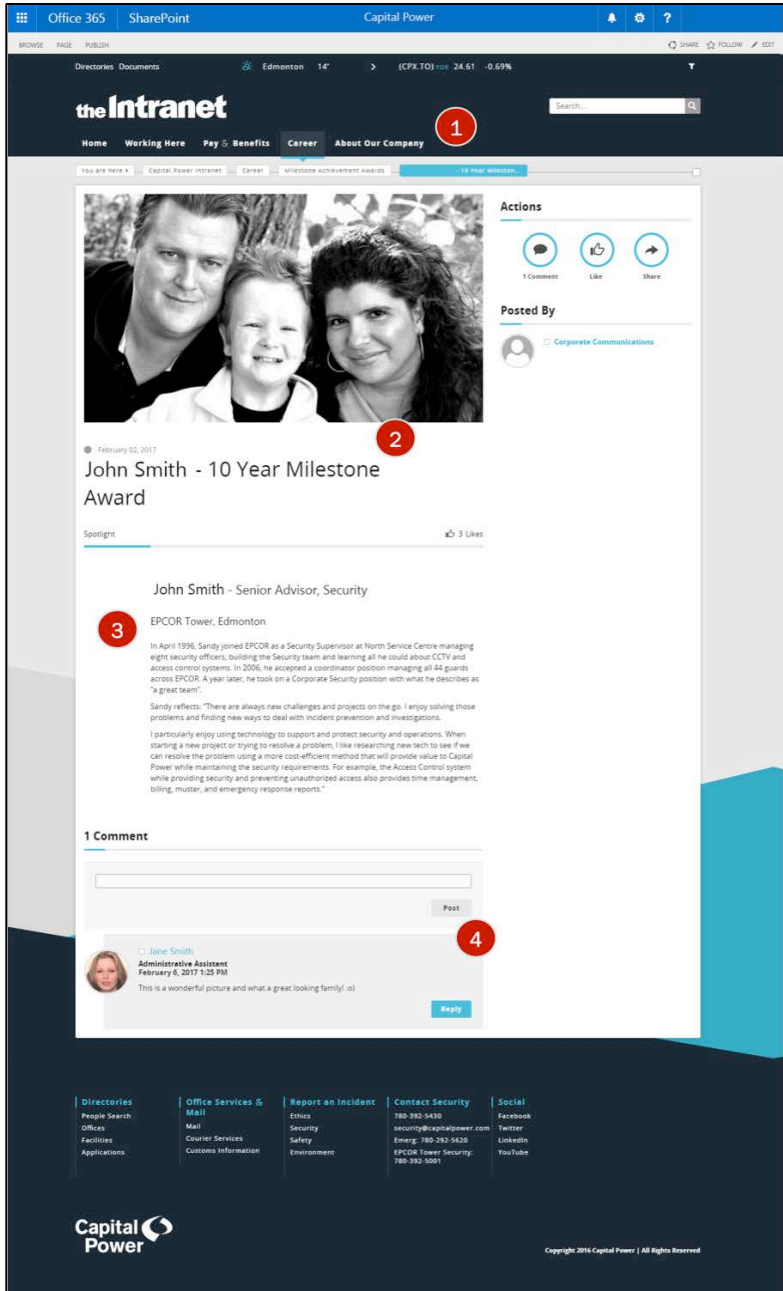 Office 365 SharePoint Capital Power ?
BROWSE PAGE PUBLISH SHARE FOLLOW EDIT
Directories Documents Edmonton 14° > (CPX.TO) TOR 24.61 -0.69%
the Intranet
Search...
1
Home Working Here Pay & Benefits Career About Our Company
You are here Capital Power Intranet Career Milestone Achievement Awards - 10 Year Mileston...
Actions
1 Comment Like Share
Posted By
Corporate Communications
2
February 02, 2017
John Smith - 10 Year Milestone
Award
Spotlight 3 Likes
John Smith - Senior Advisor, Security
3
EPCOR Tower, Edmonton
In April 1996, Sandy joined EPCOR as a Security Supervisor at North Service Centre managing
eight security officers, building the Security team and learning all he could about CCTV and
access control systems. In 2006, he accepted a coordinator position managing all 44 guards
across EPCOR. A year later, he took on a Corporate Security position with what he describes as
"a great team".
Sandy reflects: "There are always new challenges and projects on the go. I enjoy solving those
problems and finding new ways to deal with incident prevention and investigations.
I particularly enjoy using technology to support and protect security and operations. When
starting a new project or trying to resolve a problem, I like researching new tech to see if we
can resolve the problem using a more cost-efficient method that will provide value to Capital
Power while maintaining the security requirements. For example, the Access Control system
while providing security and preventing unauthorized access also provides time management,
billing, muster, and emergency response reports."
1 Comment
Post
4
Jane Smith
Administrative Assistant
February 6, 2017 1:25 PM
This is a wonderful picture and what a great looking family! :o)
Reply
Directories
People Search
Offices
Facilities
Applications
Office Services &
Mail
Mail
Courier Services
Customs Information
Report an Incident
Ethics
Security
Safety
Environment
Contact Security
780-392-5430
security@capitalpower.com
Emerg: 780-292-5620
EPCOR Tower Security:
780-392-5001
Social
Facebook
Twitter
LinkedIn
YouTube
Capital
Power
Copyright 2016 Capital Power | All Rights Reserved